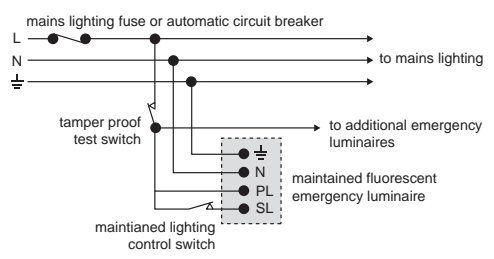 mains lighting fuse or automatic circuit breaker
L
N
to mains lighting
tamper proof
test switch
to additional emergency
luminaires
N
PL
SL
maintained fluorescent
emergency luminaire
maintianed lighting
control switch